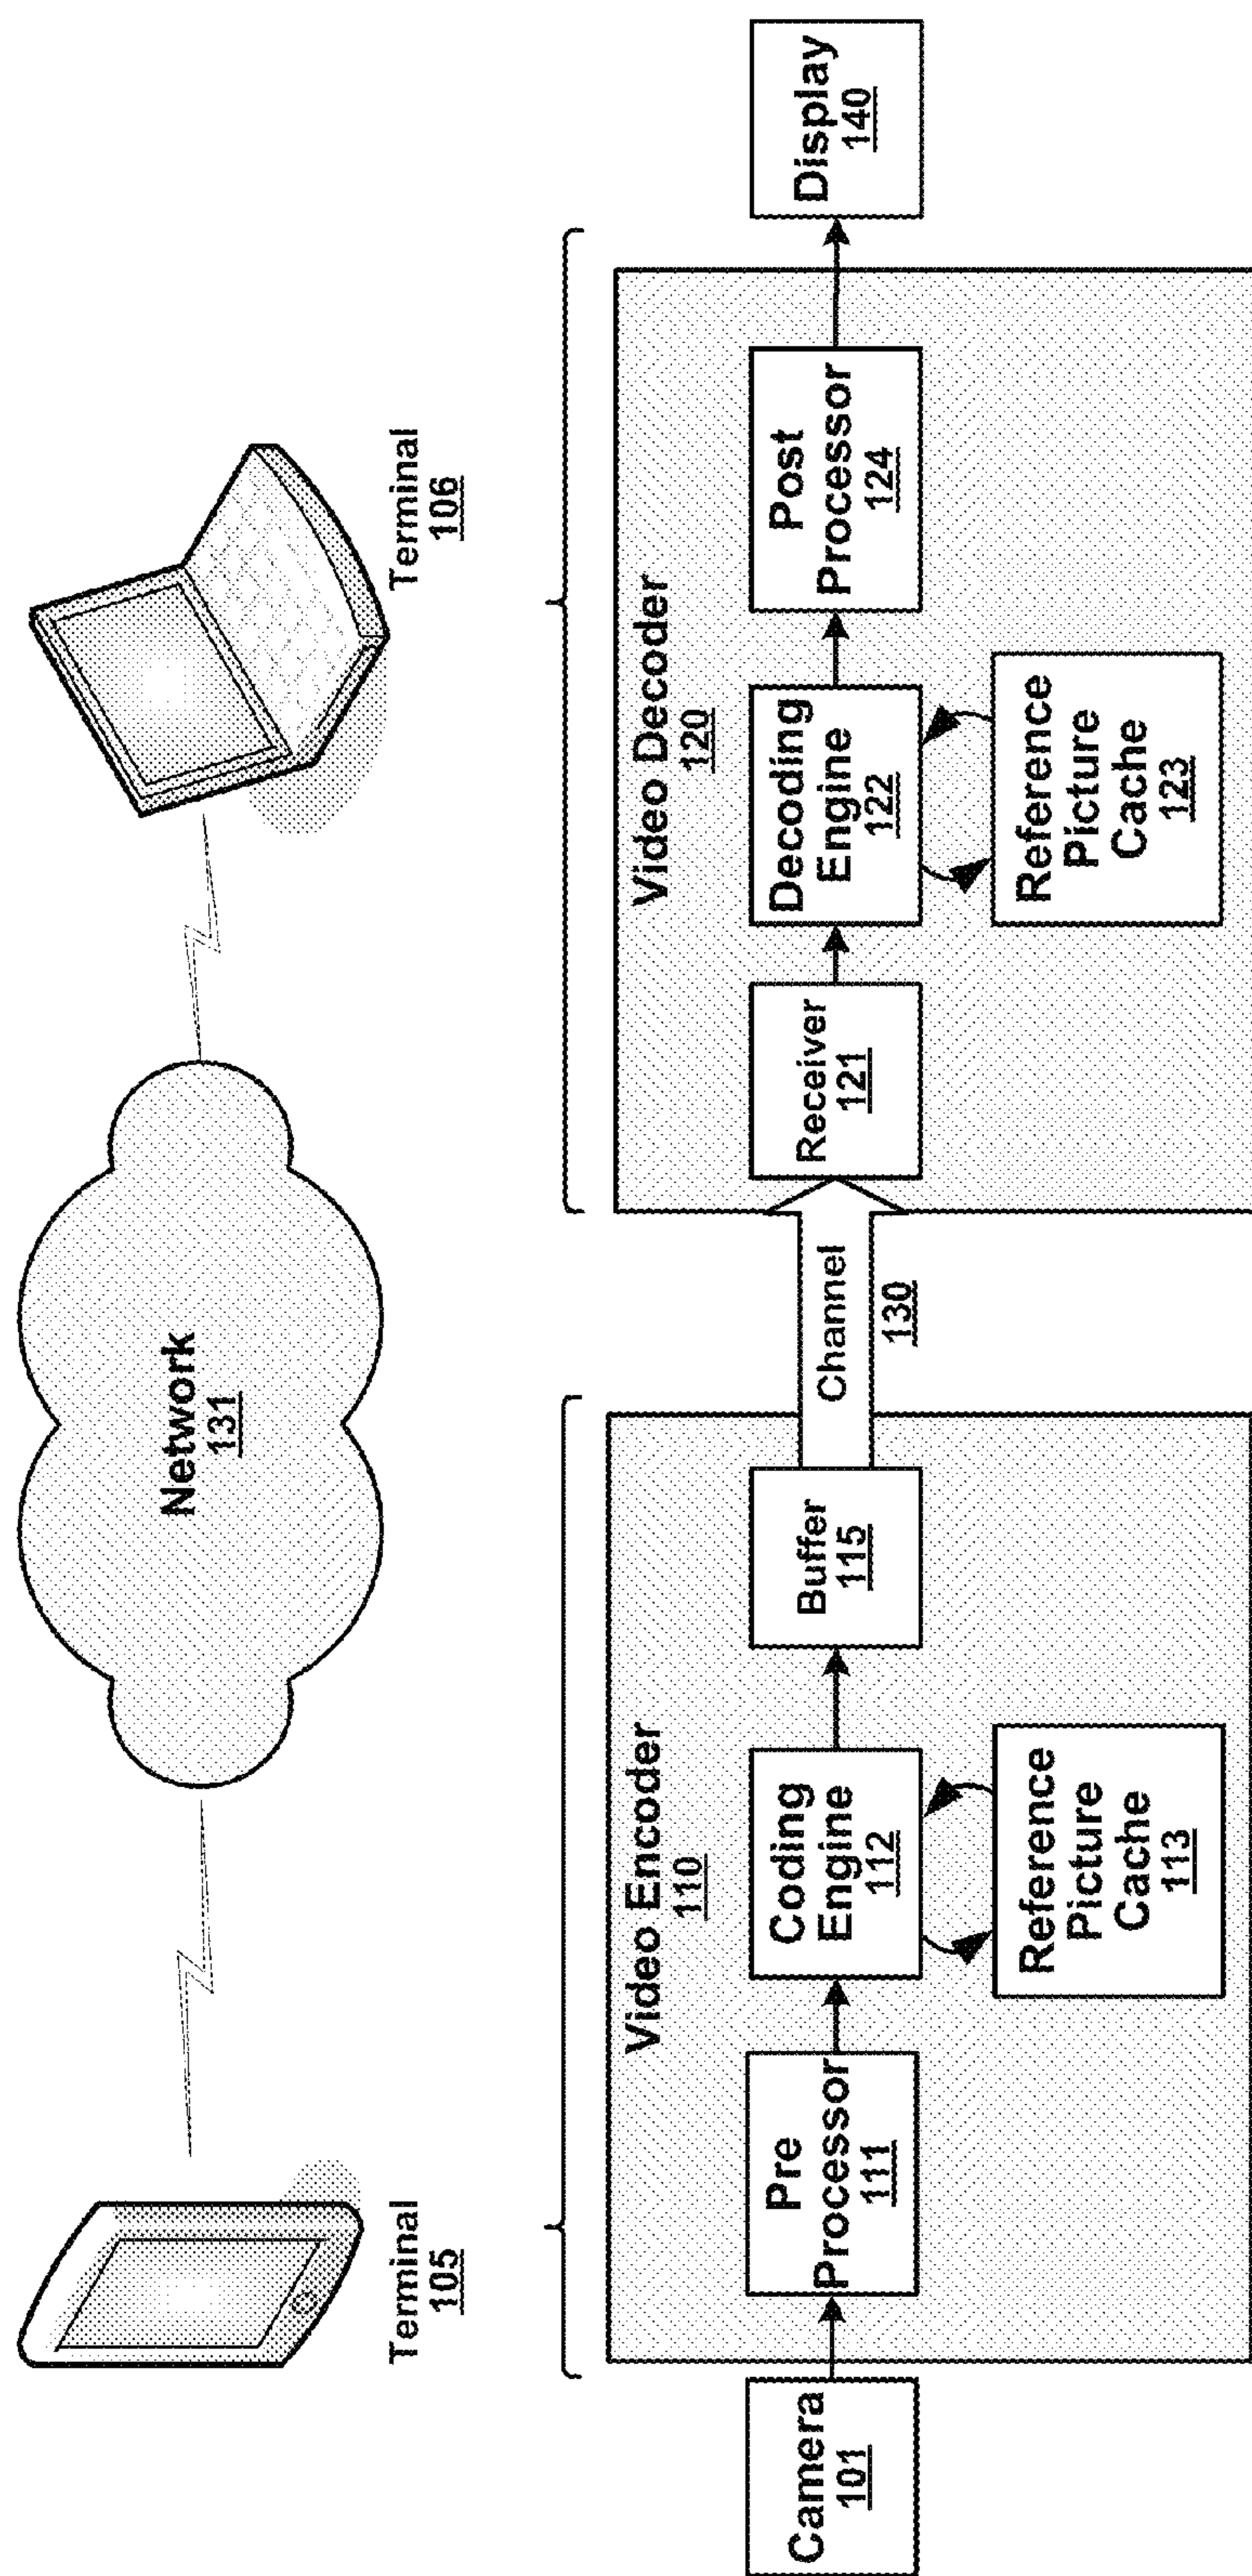 Terminal
105
Network
131
Terminal
106
Video Encoder
110
Camera
101
Pre
Processor
111
Coding
Engine
112
Reference
Picture
Cache
113
Buffer
115
Channel
130
Video Decoder
120
Receiver
121
Decoding
Engine
122
Reference
Picture
Cache
123
Post
Processor
124
Display
140